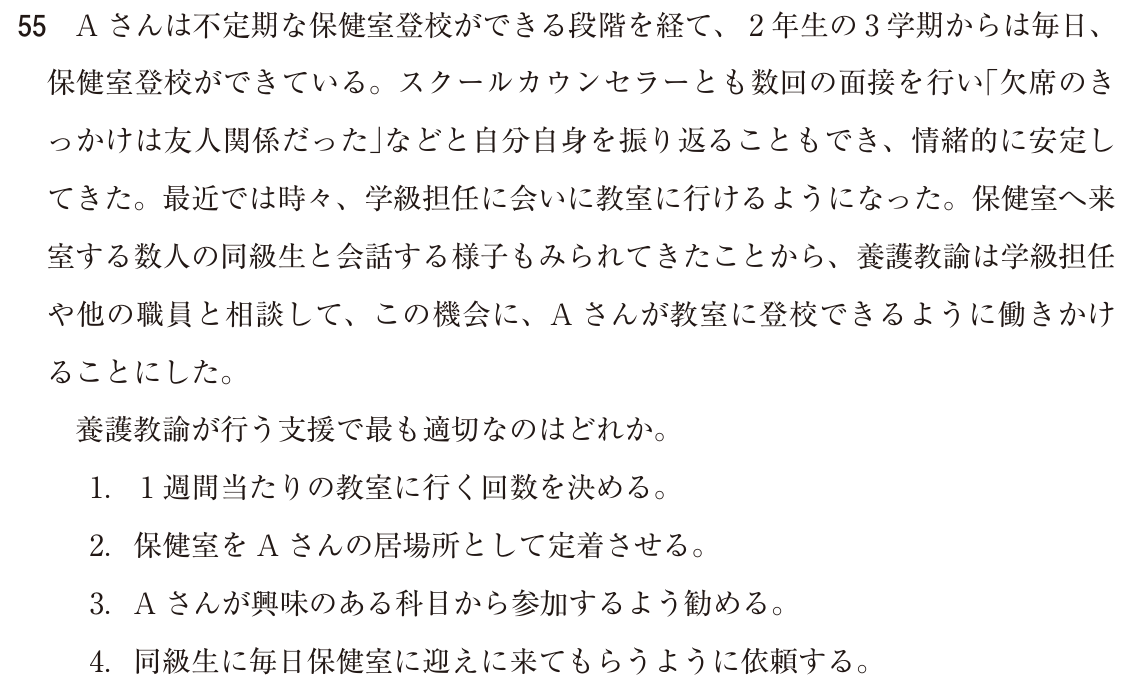 55　Aさんは不定期な保健室登校ができる段階を経て、2年生の3学期からは毎日、
保健室登校ができている。スクールカウンセラーとも数回の面接を行い「欠席のき
っかけは友人関係だった」などと自分自身を振り返ることもでき、情緒的に安定し
てきた。最近では時々、学級担任に会いに教室に行けるようになった。保健室へ来
室する数人の同級生と会話する様子もみられてきたことから、養護教諭は学級担任
や他の職員と相談して、この機会に、Aさんが教室に登校できるように働きかけ
ることにした。
養護教諭が行う支援で最も適切なのはどれか。
1. 1週間当たりの教室に行く回数を決める。
2. 保健室をAさんの居場所として定着させる。
3. Aさんが興味のある科目から参加するよう勧める。
4. 同級生に毎日保健室に迎えに来てもらうように依頼する。